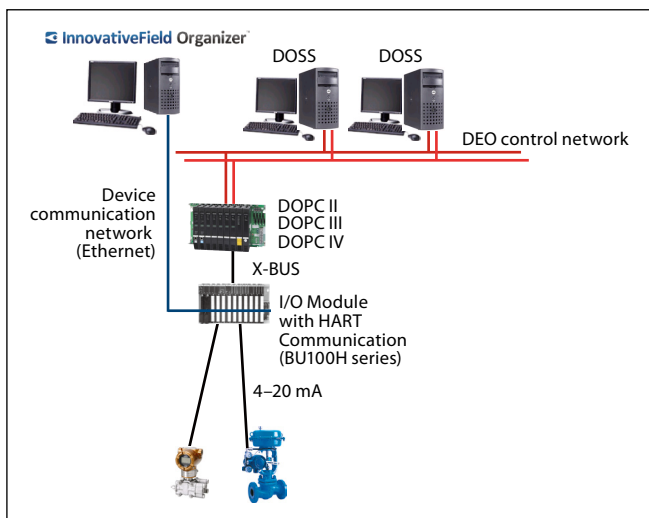 InnovativeField Organizer
DOSS
DOSS
DEO control network
Device
communication
network
(Ethernet)
DOPC II
DOPC III
DOPC IV
X-BUS
I/O Module
with HART
Communication
(BU100H series)
4–20 mA